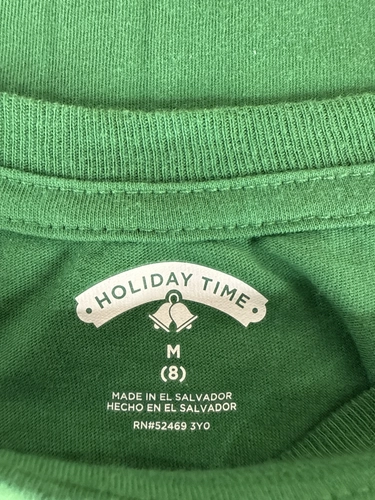 HOLIDAY TIME
M
(8)
MADE IN EL SALVADOR
HECHO EN EL SALVADOR
RN#52469 3Y0